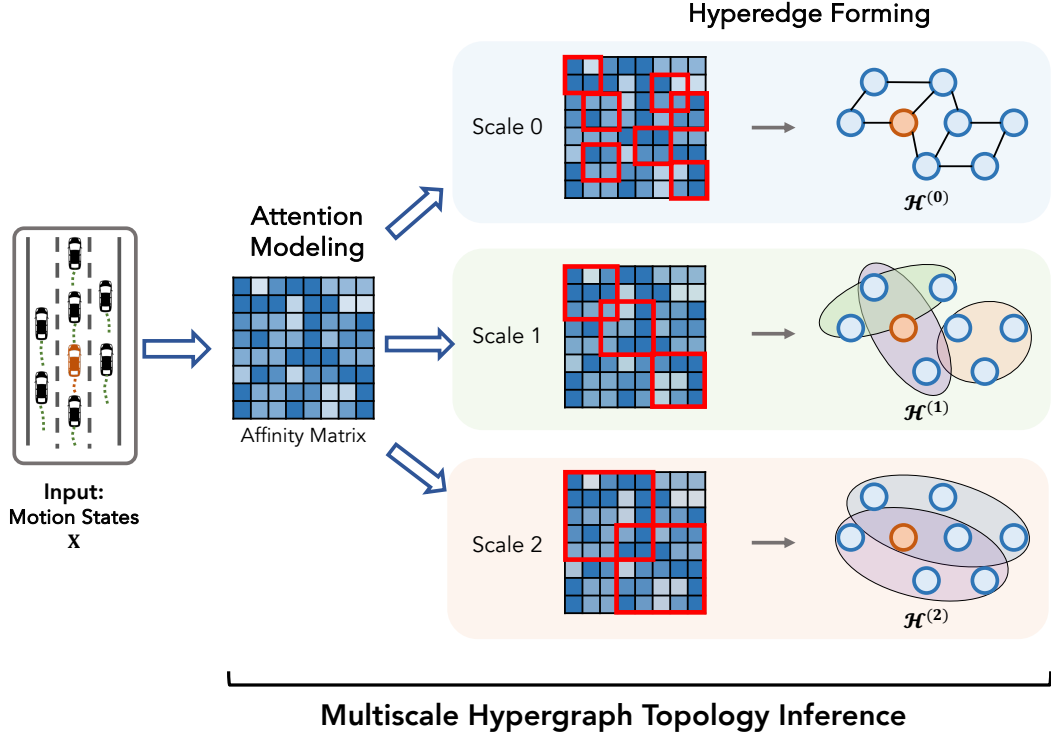 Hyperedge Forming
Scale 0
𝓗(0)
Attention
Modeling
Affinity Matrix
Scale 1
𝓗(1)
Input:
Motion States
X
Scale 2
𝓗(2)
Multiscale Hypergraph Topology Inference